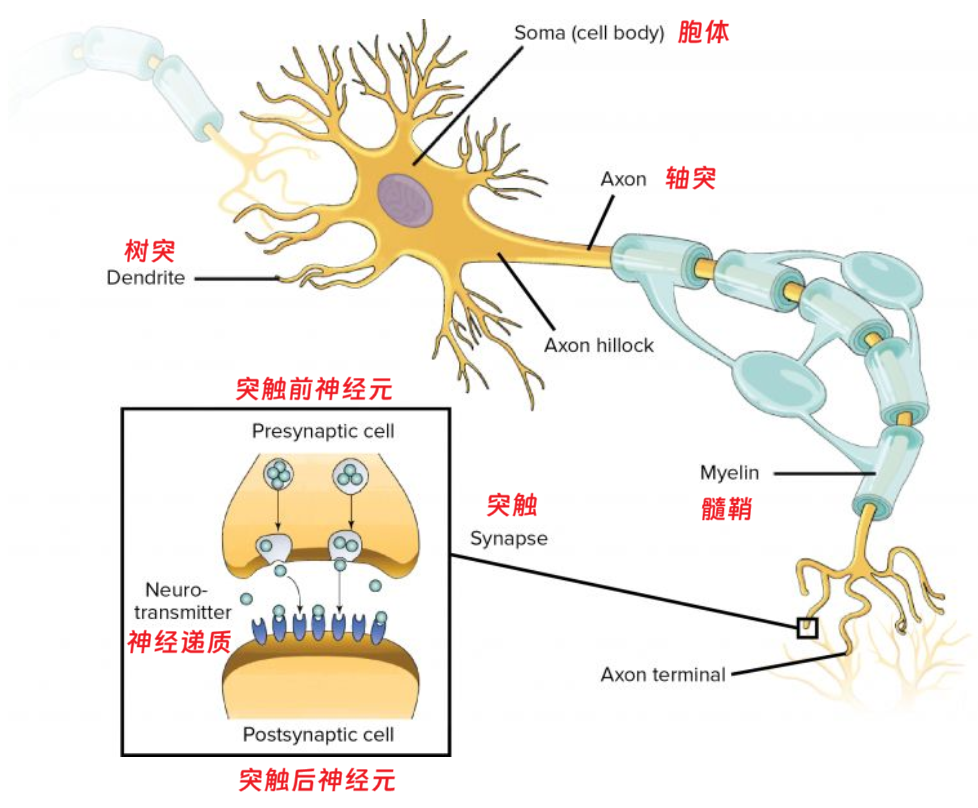 Soma (cell body) 胞体
Axon 轴突
树突
Dendrite
Axon hillock
突触前神经元
Presynaptic cell
Myelin
髓鞘
突触
Synapse
Neuro-
transmitter
神经递质
Axon terminal
Postsynaptic cell
突触后神经元